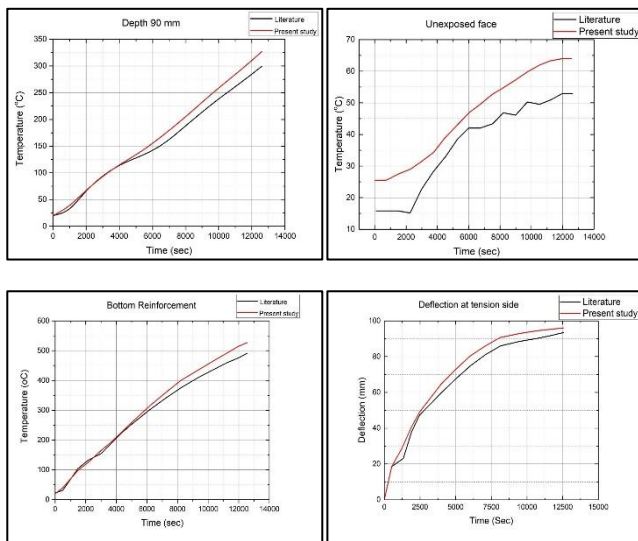 Depth 90 mm
Literature
Present study
350
300
250
200
150
100
50
0
Temperature (°C)
0 2000 4000 6000 8000 10000 12000 14000
Time (sec)
Unexposed face
Literature
Present study
70
60
50
40
30
20
10
Temperature (°C)
0 2000 4000 6000 8000 10000 12000 14000
Time (sec)
Bottom Reinforcement
Literature
Present study
600
500
400
300
200
100
0
Temperature (oC)
0 2000 4000 6000 8000 10000 12000 14000
Time (sec)
Deflection at tension side
Literature
Present study
100
80
60
40
20
0
Deflection (mm)
0 2500 5000 7500 10000 12500 15000
Time (Sec)